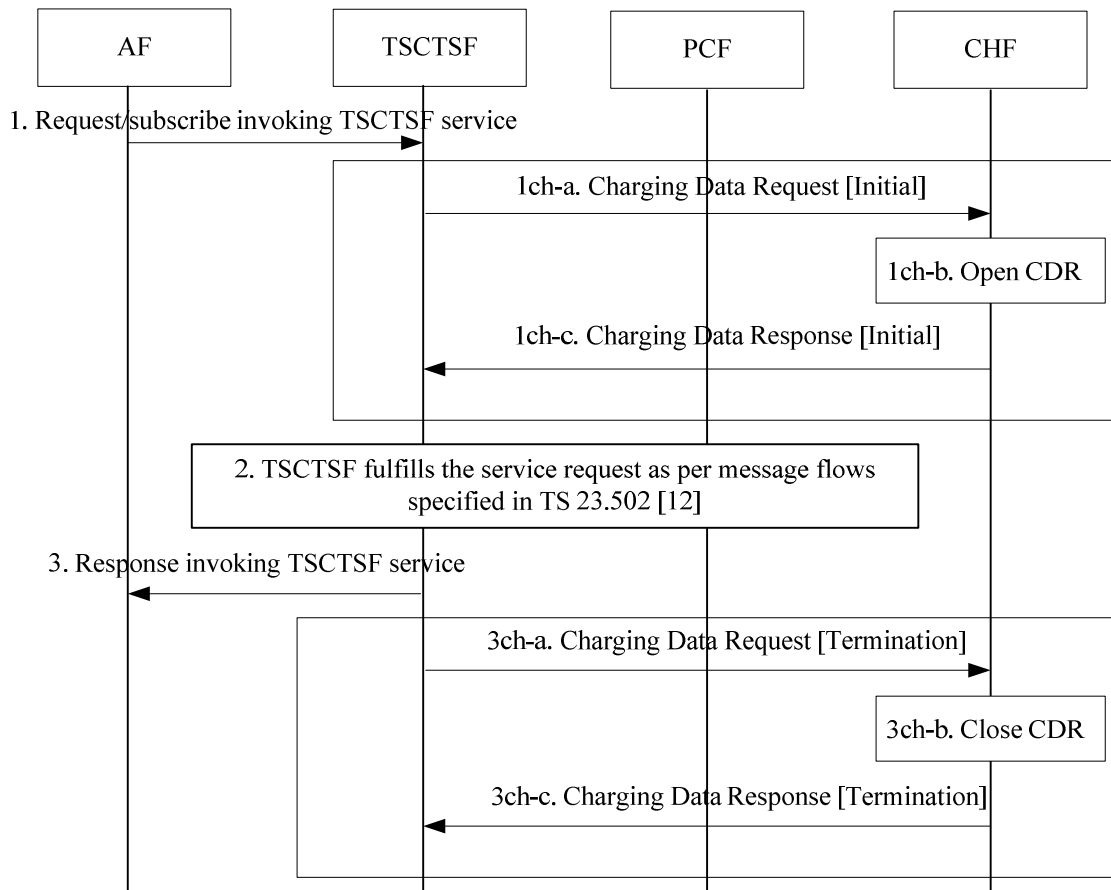 AF
TSCTSF
PCF
CHF
1. Request/subscribe invoking TSCTSF service
1ch-a. Charging Data Request [Initial]
1ch-b. Open CDR
1ch-c. Charging Data Response [Initial]
2. TSCTSF fulfills the service request as per message flows
specified in TS 23.502 [12]
3. Response invoking TSCTSF service
3ch-a. Charging Data Request [Termination]
3ch-b. Close CDR
3ch-c. Charging Data Response [Termination]